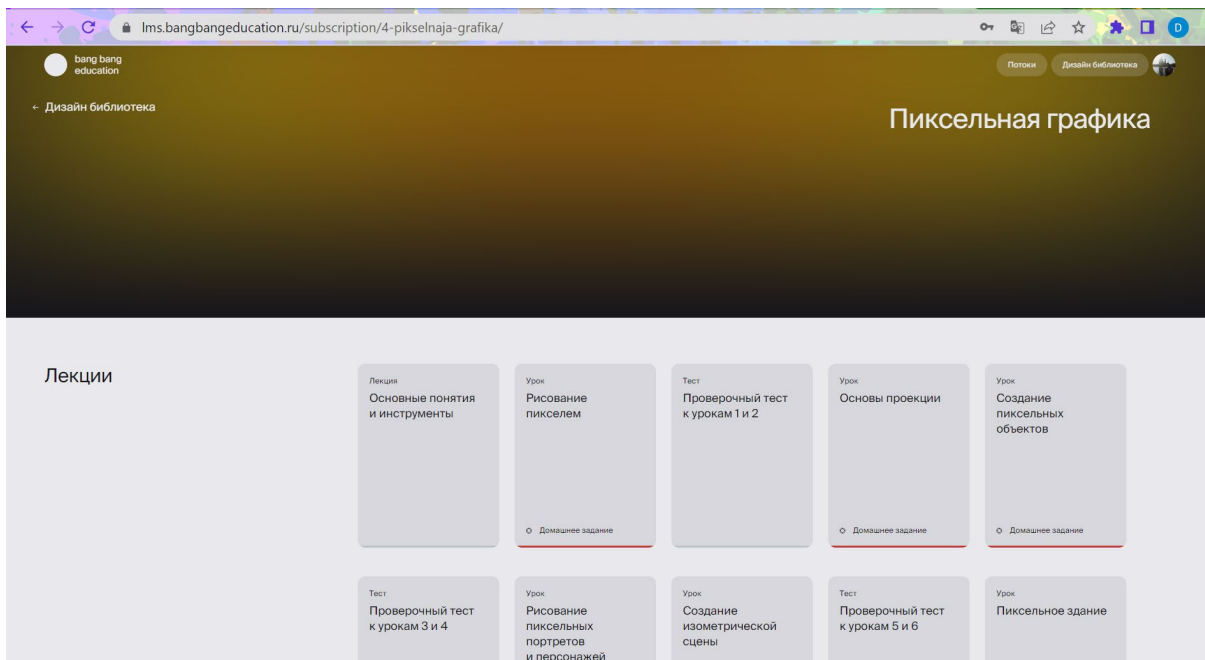 lms.bangbangeducation.ru/subscription/4-pikselnaja-grafika/
D
bang bang
education
Потоки
Дизайн библиотека
← Дизайн библиотека
Пиксельная графика
Лекции
Лекция
Основные понятия
и инструменты
Урок
Рисование
пикселем
Домашнее задание
Тест
Проверочный тест
к урокам 1 и 2
Урок
Основы проекции
Домашнее задание
Урок
Создание
пиксельных
объектов
Домашнее задание
Тест
Проверочный тест
к урокам 3 и 4
Урок
Рисование
пиксельных
портретов
и персонажей
Урок
Создание
изометрической
сцены
Тест
Проверочный тест
к урокам 5 и 6
Урок
Пиксельное здание